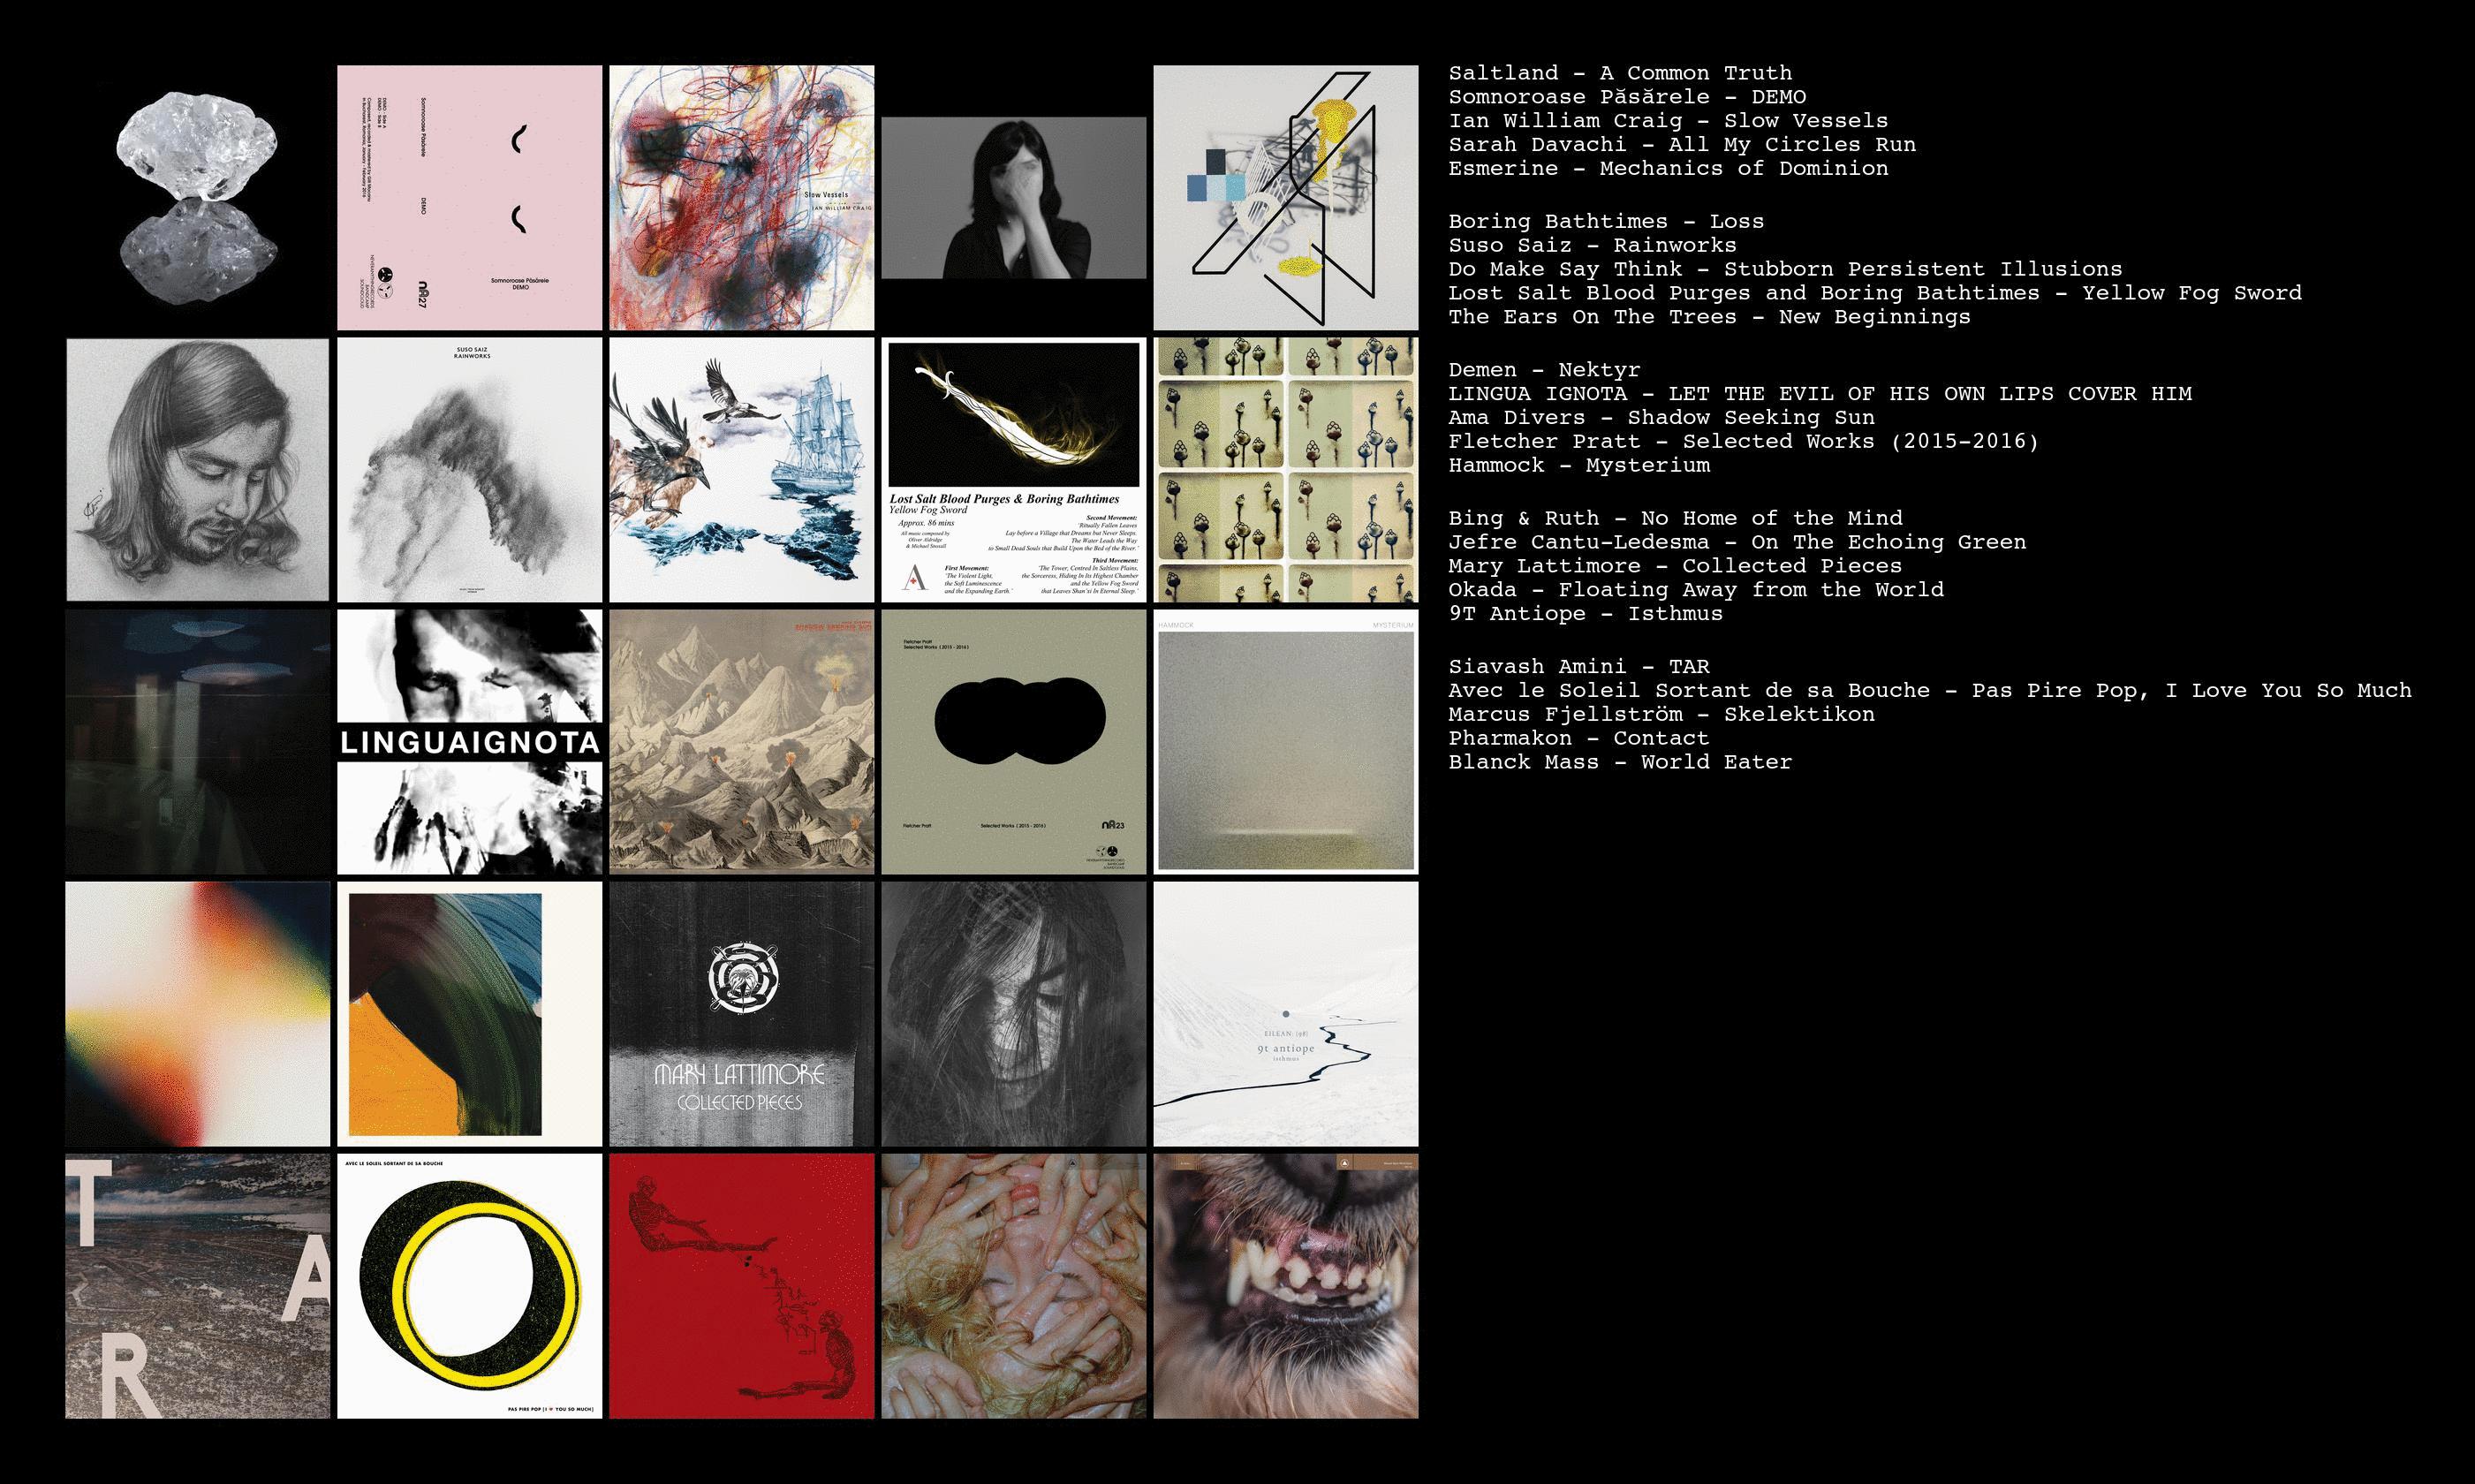 Saltland – A Common Truth
Somnoroase Păsărele – DEMO
Ian William Craig – Slow Vessels
Sarah Davachi – All My Circles Run
Esmerine – Mechanics of Dominion
Boring Bathtimes – Loss
Suso Saiz – Rainworks
Do Make Say Think – Stubborn Persistent Illusions
Lost Salt Blood Purges and Boring Bathtimes – Yellow Fog Sword
The Ears On The Trees – New Beginnings
Demen – Nektyr
LINGUA IGNOTA – LET THE EVIL OF HIS OWN LIPS COVER HIM
Ama Divers – Shadow Seeking Sun
Fletcher Pratt – Selected Works (2015–2016)
Hammock – Mysterium
Bing & Ruth – No Home of the Mind
Jefre Cantu-Ledesma – On The Echoing Green
Mary Lattimore – Collected Pieces
Okada – Floating Away from the World
9T Antiope – Isthmus
Siavash Amini – TAR
Avec le Soleil Sortant de sa Bouche – Pas Pire Pop, I Love You So Much
Marcus Fjellström – Skelektikon
Pharmakon – Contact
Blanck Mass – World Eater
DEMO - Side A
DEMO - Side B
Somnoroase Păsărele
DEMO
Somnoroase Păsărele
DEMO
Slow Vessels
IAN WILLIAM CRAIG
SUSO SAIZ
RAINWORKS
Lost Salt Blood Purges & Boring Bathtimes
Yellow Fog Sword
Approx. 86 mins
All music composed by
Oliver Aldridge
& Michael Stovall
First Movement:
'The Violent Light,
the Soft Luminescence
and the Expanding Earth.'
Second Movement:
'Ritually Fallen Leaves
Lay before a Village that Dreams but Never Sleeps.
The Water Leads the Way
to Small Dead Souls that Build Upon the Bed of the River.'
Third Movement:
'The Tower, Centred In Saltless Plains,
the Sorceress, Hiding In Its Highest Chamber
and the Yellow Fog Sword
that Leaves Shan'xi In Eternal Sleep.'
LINGUAIGNOTA
SHADOW SEEKING SUN
Fletcher Pratt
Selected Works (2015 - 2016)
Fletcher Pratt
Selected Works (2015 - 2016)
23
HAMMOCK
MYSTERIUM
MARY LATTIMORE
COLLECTED PIECES
EILEAN [98]
9t antiope
isthmus
T
A
R
AVEC LE SOLEIL SORTANT DE SA BOUCHE
PAS PIRE POP [I ♥ YOU SO MUCH]